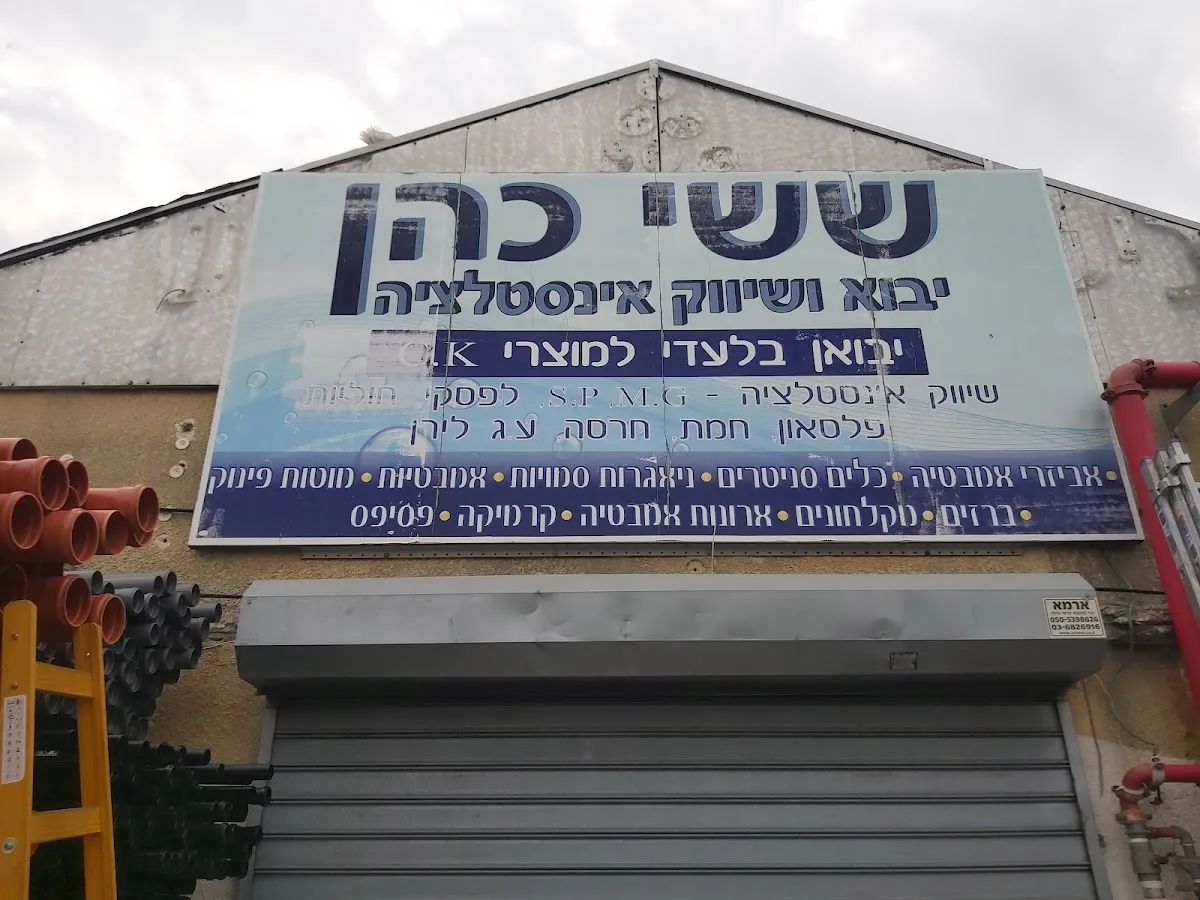 ששי כהן
יבוא ושיווק אינסטלציה
יבואן בלעדי למוצרי O.K
שיווק אינסטלציה - S.P.M.G. לפסקי, חוליות,
פלסאון, חמת, חרסה, ע.ג לירן
• אביזרי אמבטיה • כלים סניטרים • ניאגרות סמויות • אמבטיות • מוטות פינוק
• ברזים • מקלחונים • ארונות אמבטיה • קרמיקה • פסיפס
ארמא
050-5398626
03-6826916